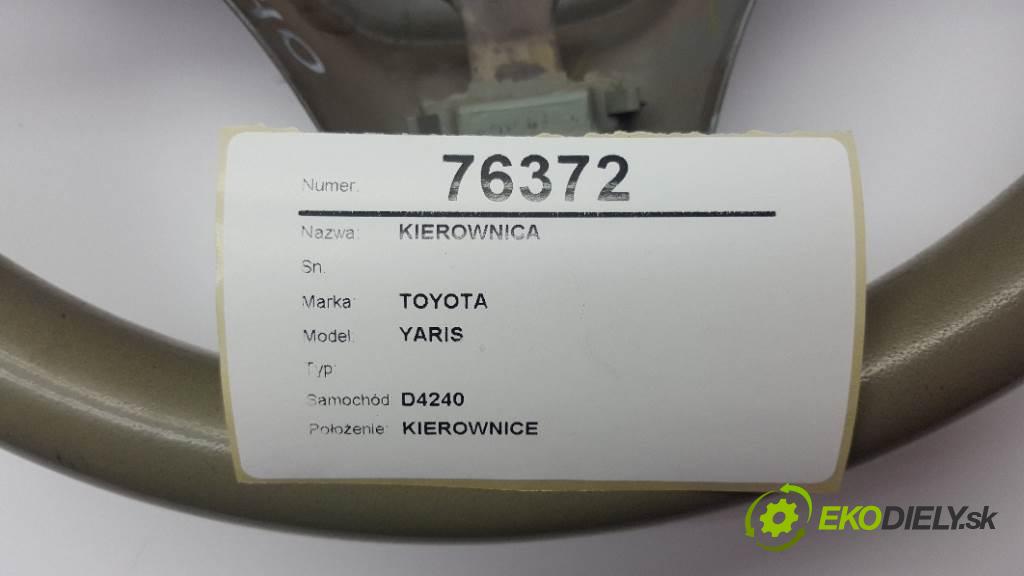 Numer. 76372
Nazwa: KIEROWNICA
Sn.
Marka: TOYOTA
Model: YARIS
Typ:
Samochód D4240
Położenie: KIEROWNICE
EKODIELY.sk